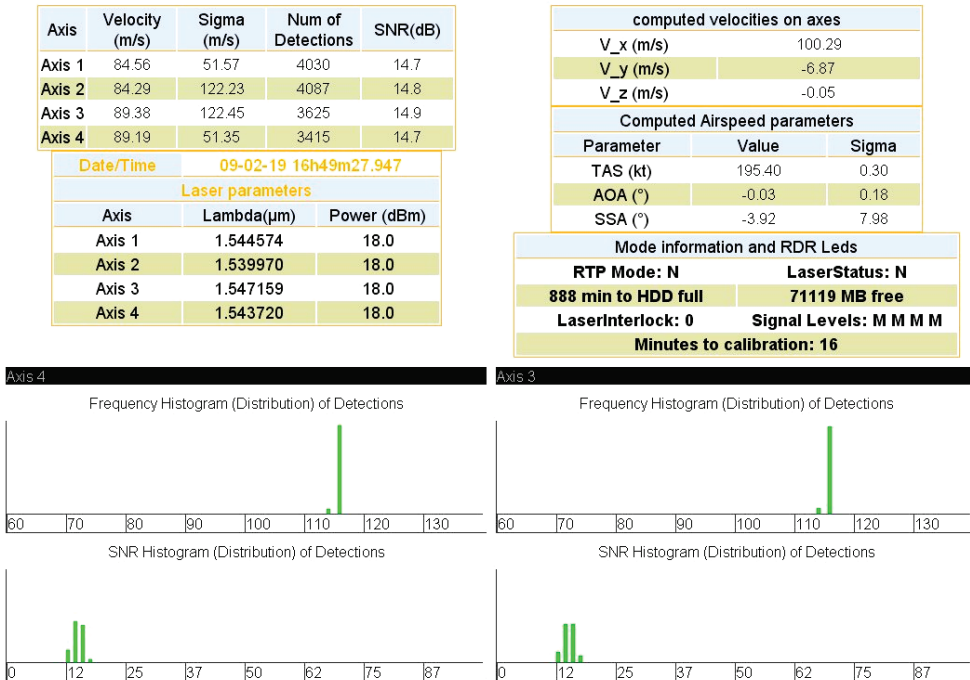 Axis Velocity (m/s) Sigma (m/s) Num of Detections SNR(dB)
Axis 1 84.56 51.57 4030 14.7
Axis 2 84.29 122.23 4087 14.8
Axis 3 89.38 122.45 3625 14.9
Axis 4 89.19 51.35 3415 14.7
Date/Time 09-02-19 16h49m27.947
Laser parameters
Axis Lambda(µm) Power (dBm)
Axis 1 1.544574 18.0
Axis 2 1.539970 18.0
Axis 3 1.547159 18.0
Axis 4 1.543720 18.0
computed velocities on axes
V_x (m/s) 100.29
V_y (m/s) -6.87
V_z (m/s) -0.05
Computed Airspeed parameters
Parameter Value Sigma
TAS (kt) 195.40 0.30
AOA (°) -0.03 0.18
SSA (°) -3.92 7.98
Mode information and RDR Leds
RTP Mode: N LaserStatus: N
888 min to HDD full 71119 MB free
LaserInterlock: 0 Signal Levels: M M M M
Minutes to calibration: 16
Axis 4
Frequency Histogram (Distribution) of Detections
60 70 80 90 100 110 120 130
SNR Histogram (Distribution) of Detections
0 12 25 37 50 62 75 87
Axis 3
Frequency Histogram (Distribution) of Detections
60 70 80 90 100 110 120 130
SNR Histogram (Distribution) of Detections
0 12 25 37 50 62 75 87